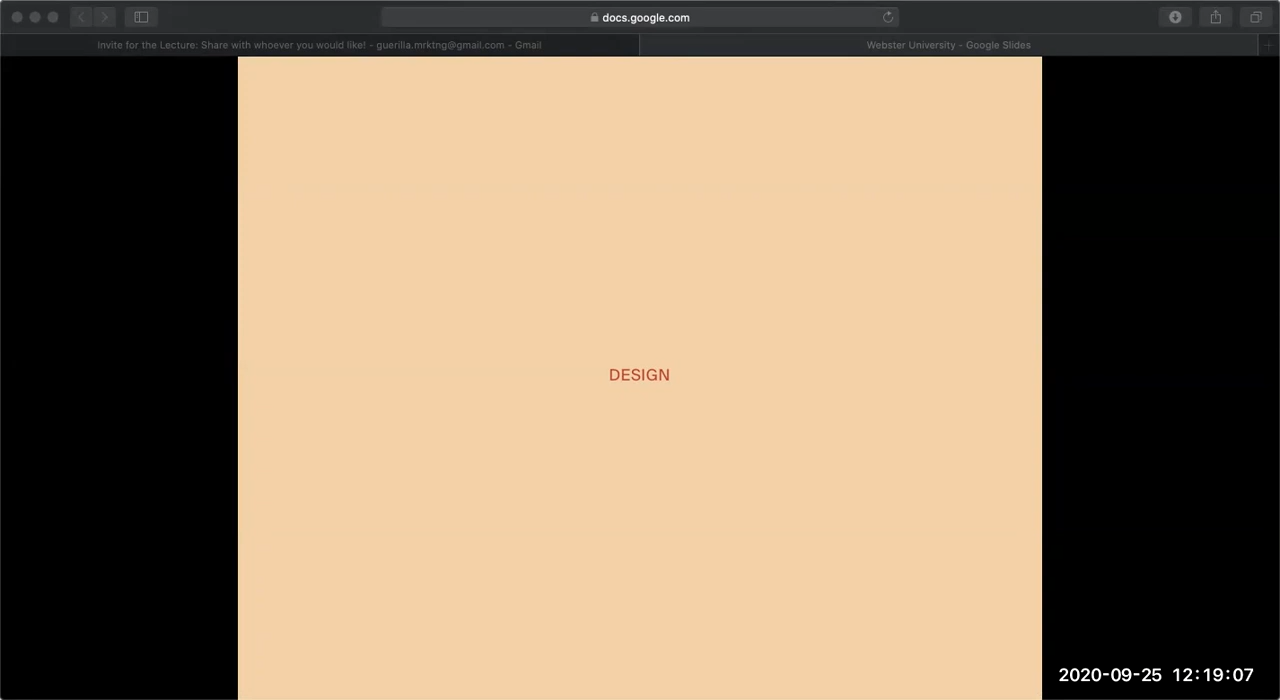 docs.google.com
Invite for the Lecture: Share with whoever you would like! - guerilla.mrktng@gmail.com - Gmail
Webster University - Google Slides
DESIGN
2020-09-25 12:19:07